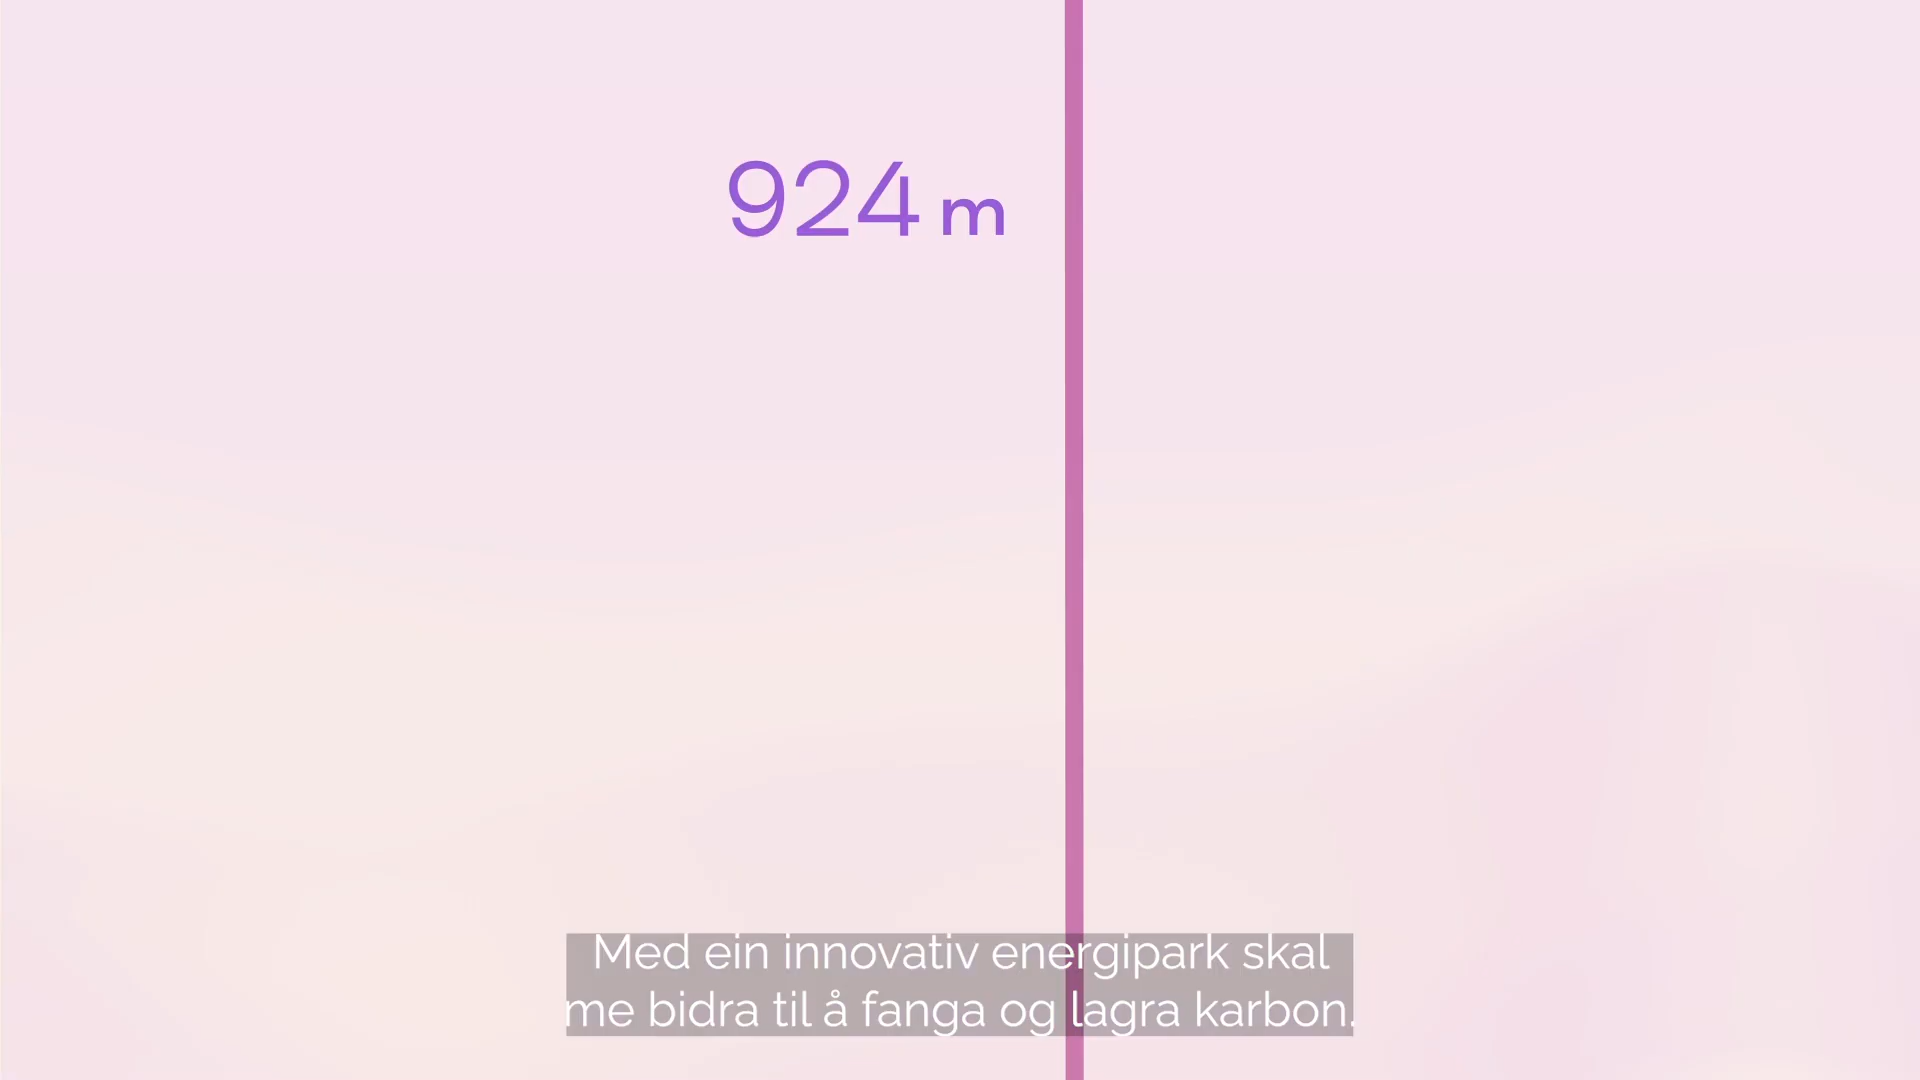 924 m
Med ein innovativ energipark skal
me bidra til å fanga og lagra karbon.